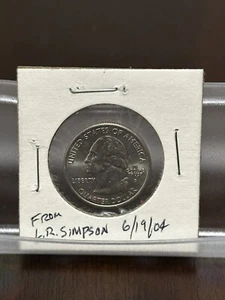 UNITED STATES OF AMERICA
LIBERTY
QUARTER DOLLAR
FROM
L.R. SIMPSON 6/19/04